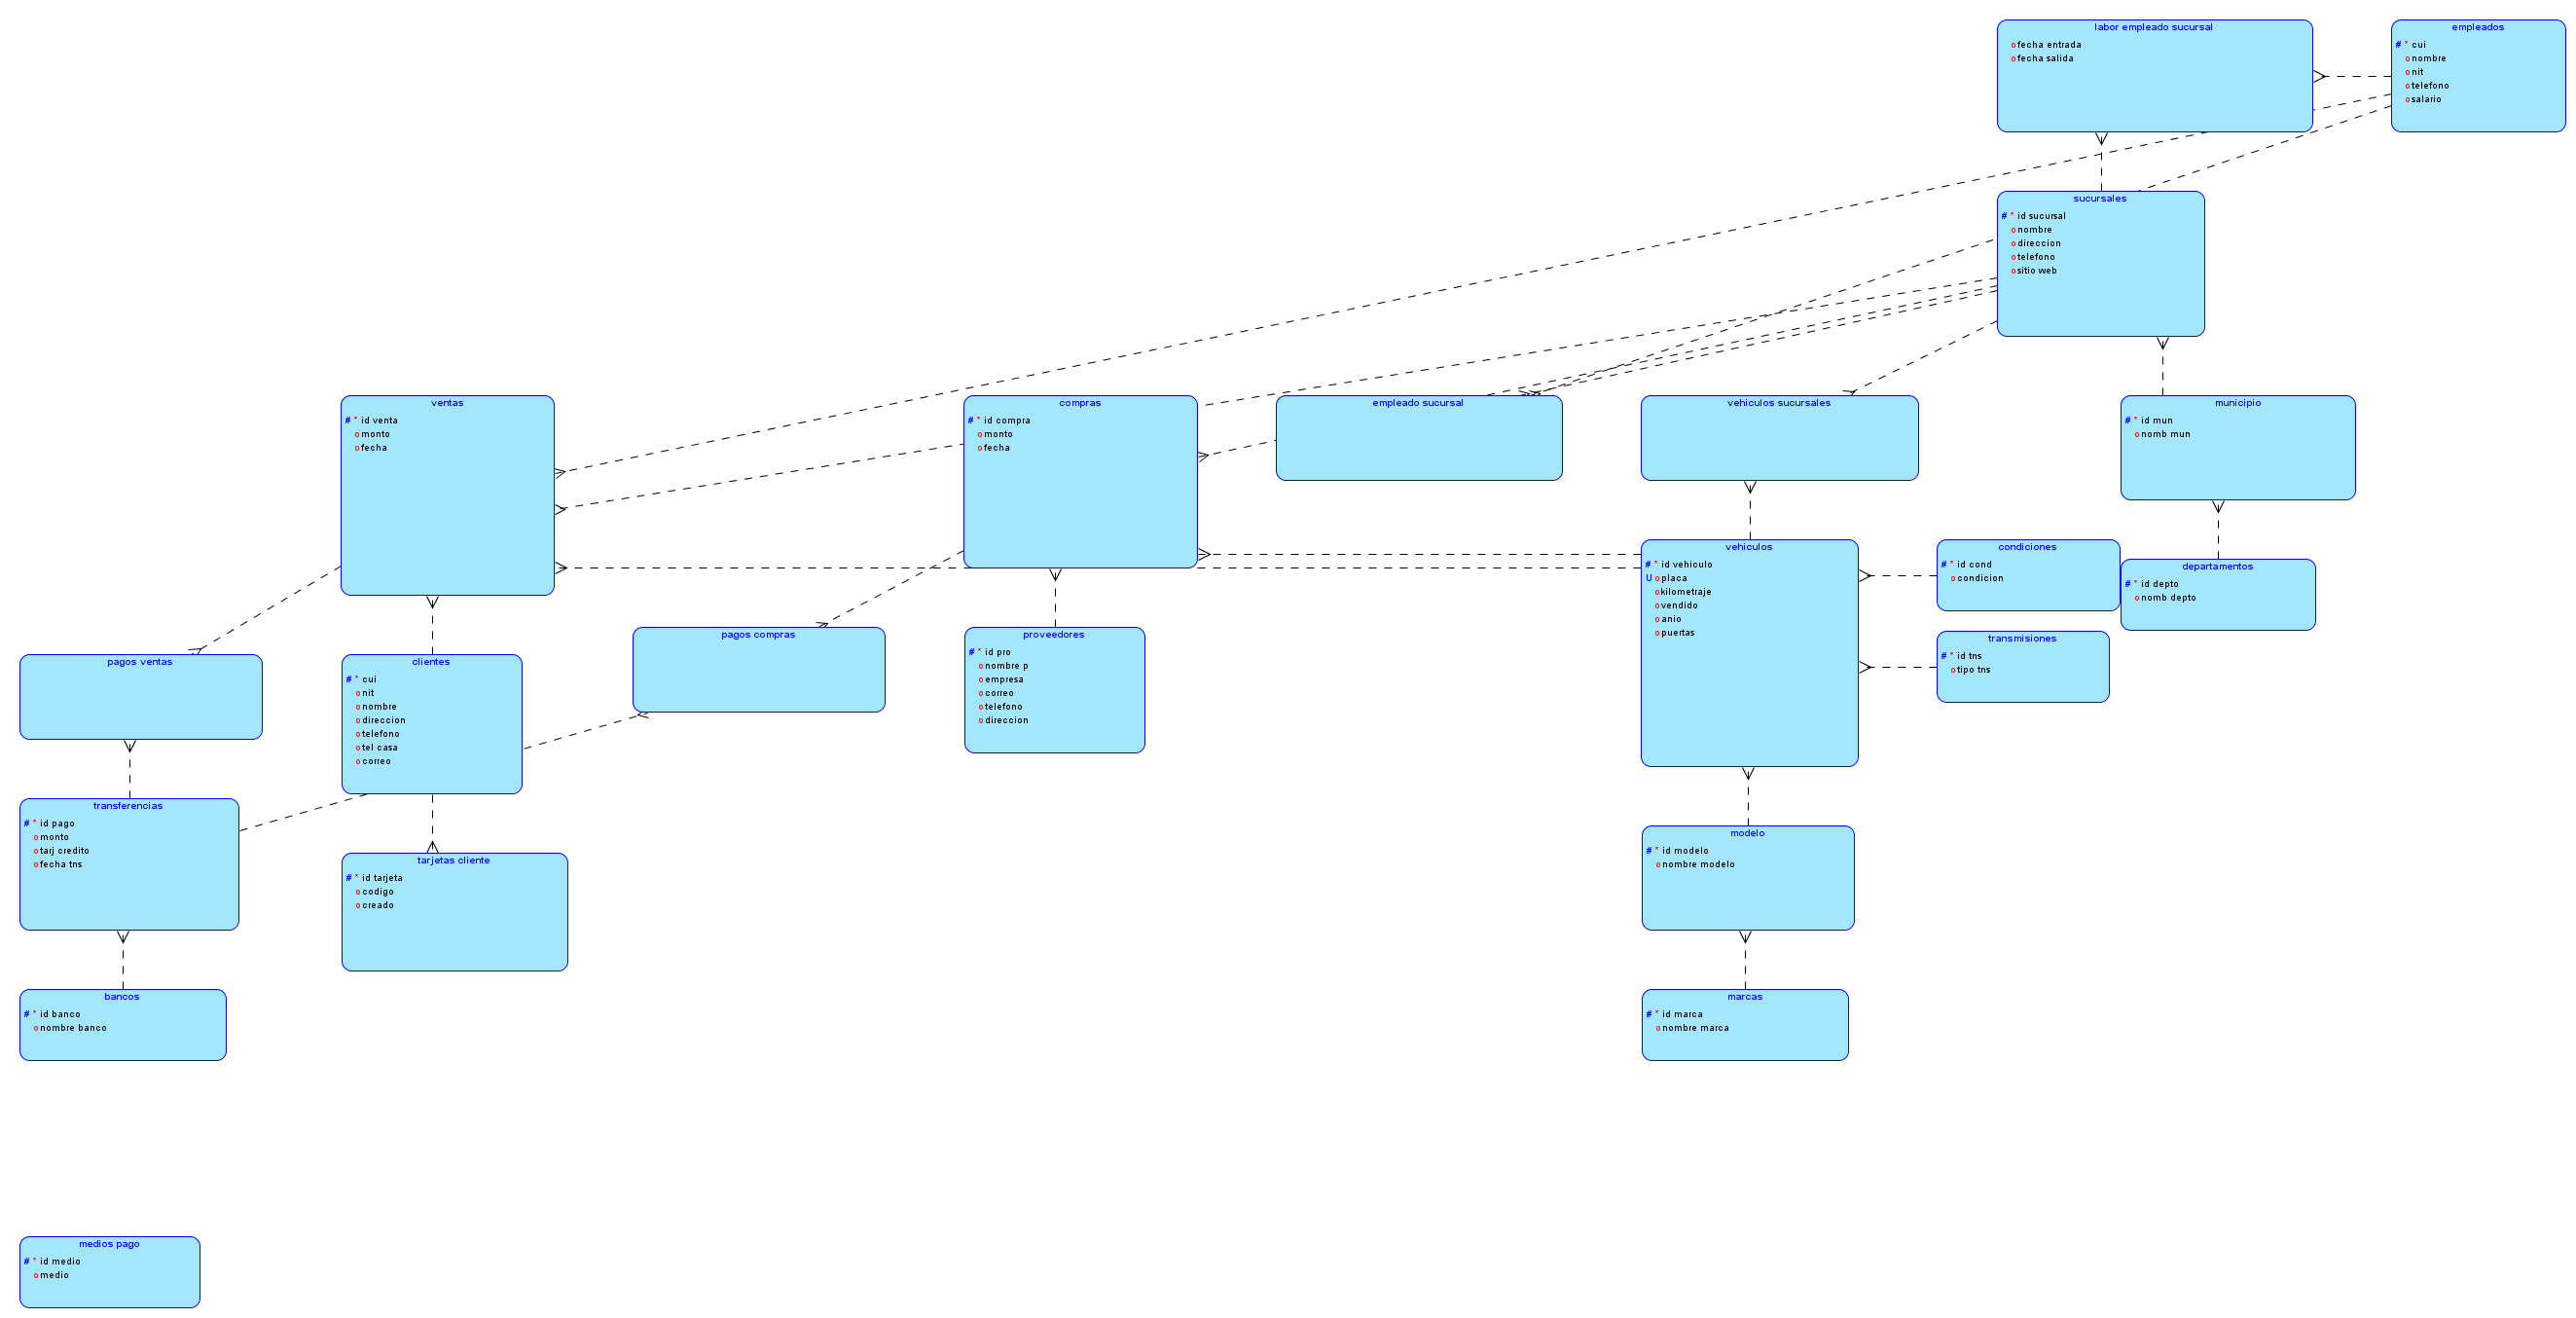 labor empleado sucursal
o fecha entrada
o fecha salida
empleados
# * cui
o nombre
o nit
o telefono
o salario
sucursales
# * id sucursal
o nombre
o direccion
o telefono
o sitio web
ventas
# * id venta
o monto
o fecha
compras
# * id compra
o monto
o fecha
empleado sucursal
vehiculos sucursales
municipio
# * id mun
o nomb mun
vehiculos
# * id vehiculo
U o placa
o kilometraje
o vendido
o anio
o puertas
condiciones
# * id cond
o condicion
departamentos
# * id depto
o nomb depto
transmisiones
# * id tns
o tipo tns
pagos ventas
clientes
# * cui
o nit
o nombre
o direccion
o telefono
o tel casa
o correo
pagos compras
proveedores
# * id pro
o nombre p
o empresa
o correo
o telefono
o direccion
transferencias
# * id pago
o monto
o tarj credito
o fecha tns
tarjetas cliente
# * id tarjeta
o codigo
o creado
modelo
# * id modelo
o nombre modelo
bancos
# * id banco
o nombre banco
marcas
# * id marca
o nombre marca
medios pago
# * id medio
o medio